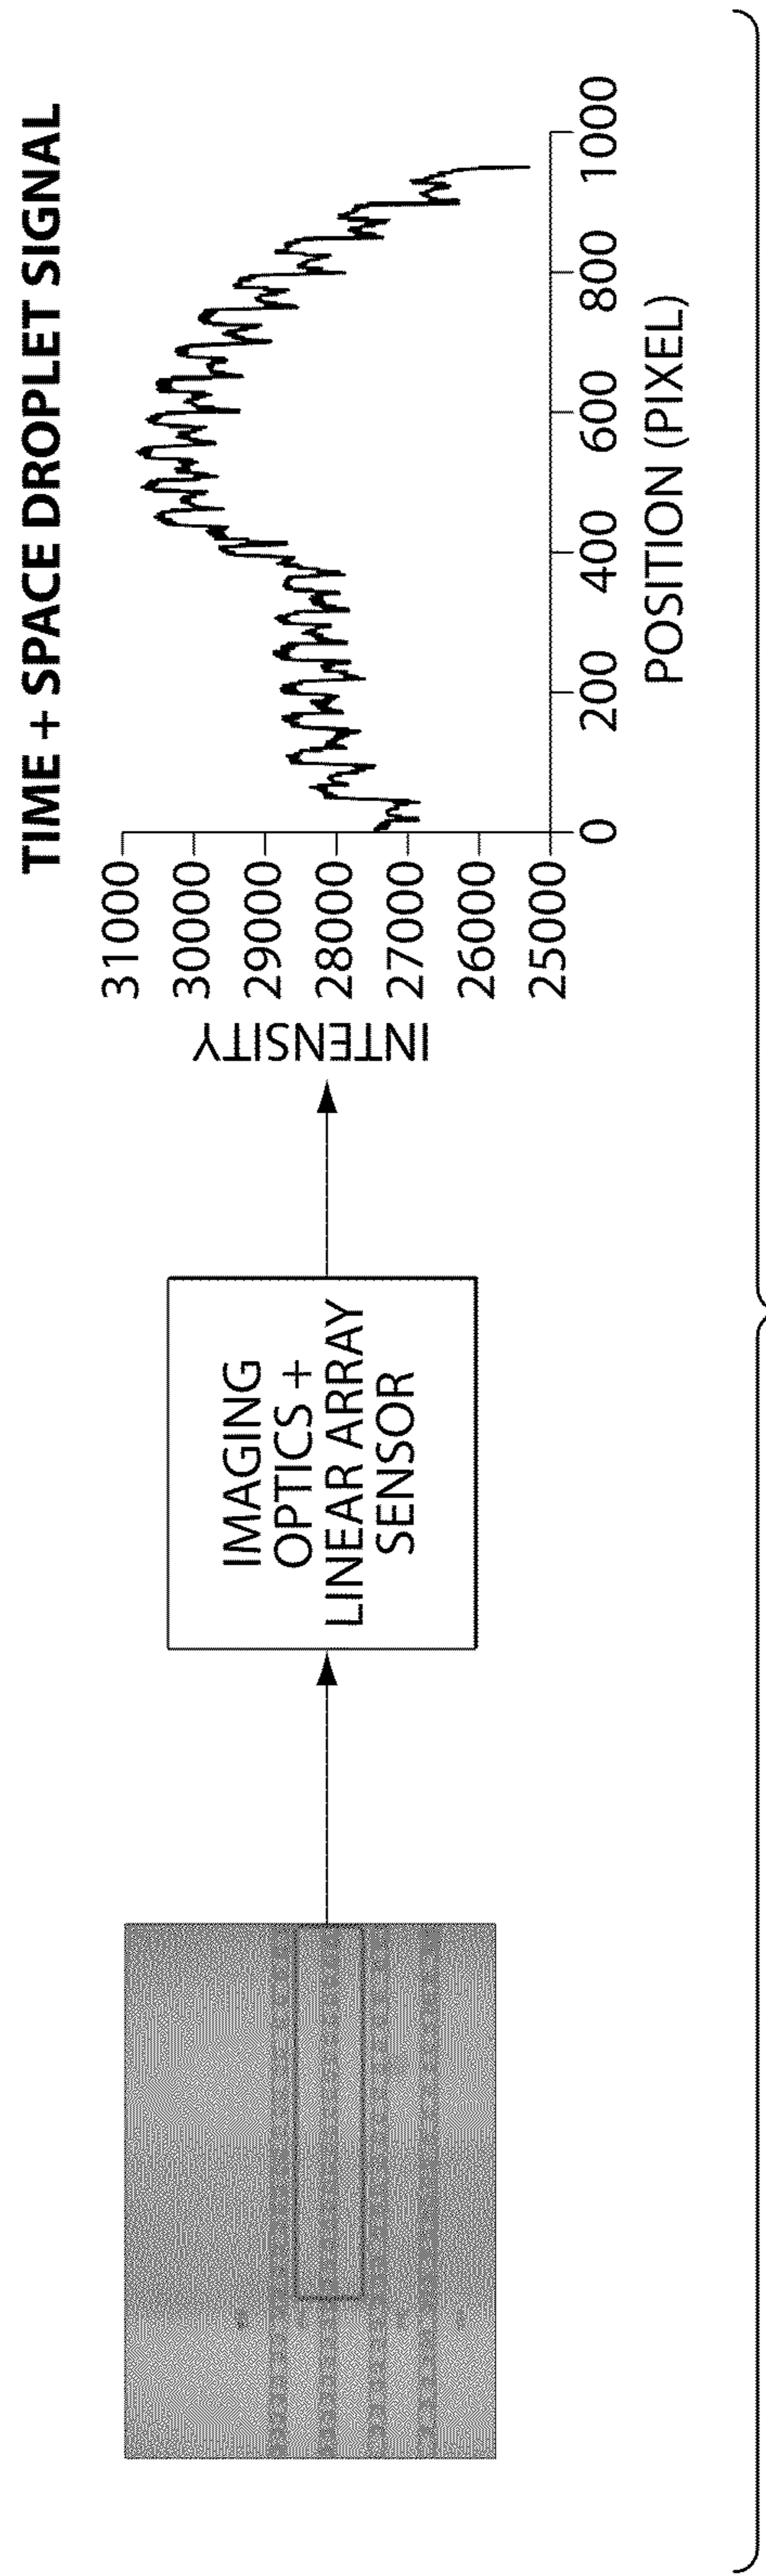 IMAGING
OPTICS +
LINEAR ARRAY
SENSOR
TIME + SPACE DROPLET SIGNAL
INTENSITY
31000
30000
29000
28000
27000
26000
25000
0
200
400
600
800
1000
POSITION (PIXEL)